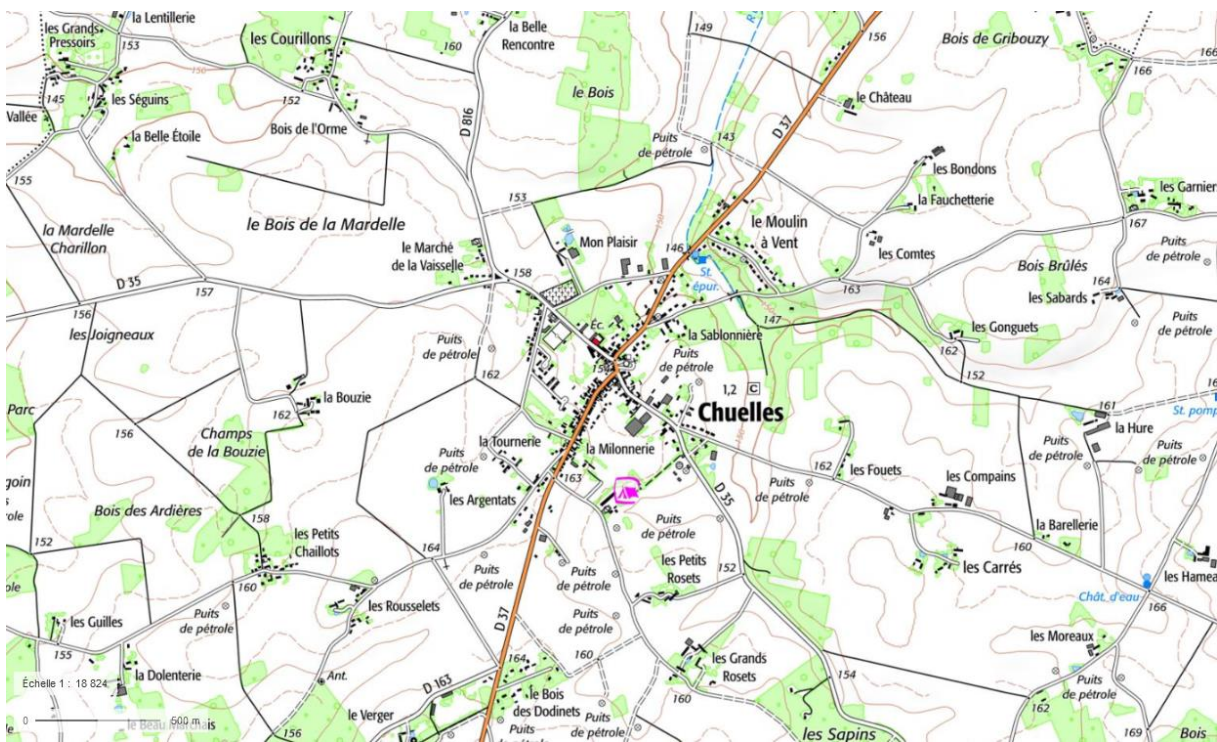 la Lentillerie
les Grands
Pressoirs
153
les Courillons
160
la Belle
Rencontre
149
156
Bois de Gribouzy
166
166
145
les Séguins
152
D 816
le Bois
le Château
Vallée
Bois de l'Orme
Puits
de pétrole
143
D 37
la Belle Étoile
155
les Bondons
153
la Fauchetterie
les Garnier
le Bois de la Mardelle
150
167
la Mardelle
Charillon
le Marché
de la Vaisselle
Mon Plaisir
146
le Moulin
à Vent
les Comtes
Puits
de pétrole
Bois Brûlés
D 35
157
158
St.
épur.
163
164
les Sabards
156
les Joigneaux
Éc.
147
les Gonguets
Puits
de pétrole
la Sablonnière
Puits
de pétrole
162
Puits
de pétrole
162
152
1,2 C
la Bouzie
162
Chuelles
161
St. pomp
Parc
156
Champs
de la Bouzie
la Tournerie
la Milonnerie
la Hure
Puits
de pétrole
163
162
les Fouets
Puits
de pétrole
Puits
de pétrole
Bois des Ardières
les Argentats
D 35
les Compains
158
Puits
de pétrole
la Barellerie
152
les Petits
Chaillots
164
160
Puits
de pétrole
les Petits
Rosets
152
les Carrés
les Hamea
160
Puits
de pétrole
les Rousselets
Puits
de pétrole
Chât. d'eau
166
les Guilles
D 37
Puits
de pétrole
les Moreaux
155
164
160
les Grands
Rosets
la Dolenterie
Ant.
D 163
154
Puits
de pétrole
Échelle 1 : 18 824
le Bois
des Dodinets
160
162
0
600 m
le Beau Marchais
156
le Verger
Puits
de pétrole
Puits
de pétrole
les Sapins
169
Bois